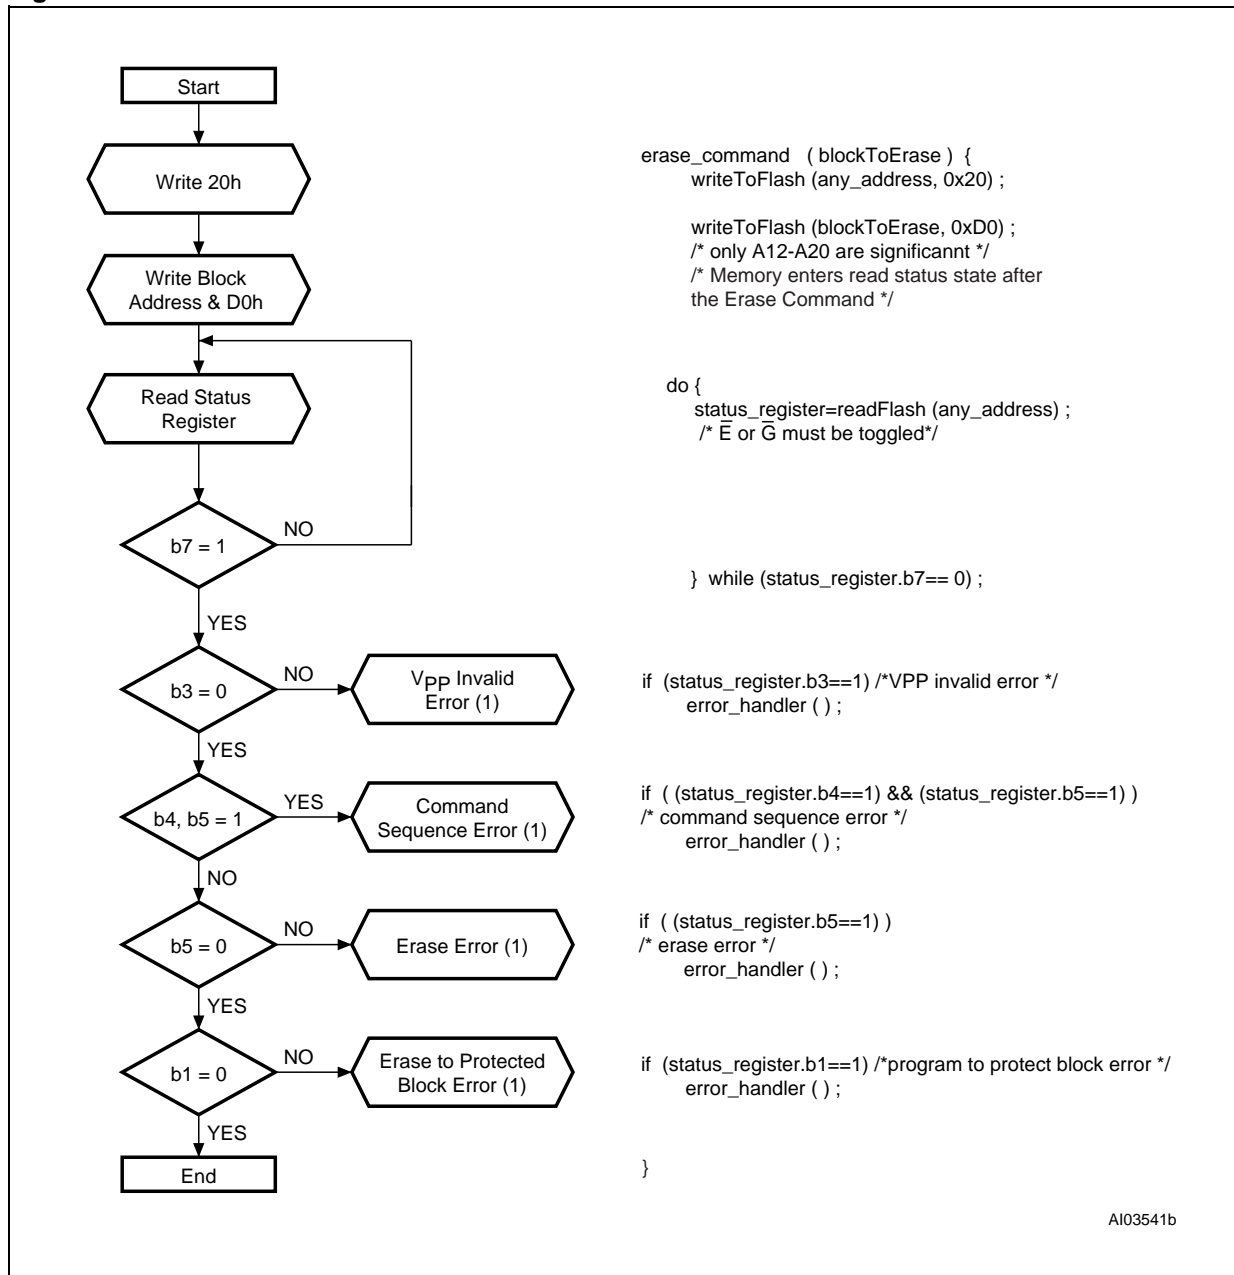 Start
Write 20h
Write Block
Address & D0h
Read Status
Register
b7 = 1
NO
YES
b3 = 0
NO
VPP Invalid
Error (1)
YES
b4, b5 = 1
YES
Command
Sequence Error (1)
NO
b5 = 0
NO
Erase Error (1)
YES
b1 = 0
NO
Erase to Protected
Block Error (1)
YES
End
erase_command ( blockToErase ) {
writeToFlash (any_address, 0x20) ;
writeToFlash (blockToErase, 0xD0) ;
/* only A12-A20 are significannt */
/* Memory enters read status state after
the Erase Command */
do {
status_register=readFlash (any_address) ;
/* E̅ or G̅ must be toggled*/
} while (status_register.b7== 0) ;
if (status_register.b3==1) /*VPP invalid error */
error_handler ( ) ;
if ( (status_register.b4==1) && (status_register.b5==1) )
/* command sequence error */
error_handler ( ) ;
if ( (status_register.b5==1) )
/* erase error */
error_handler ( ) ;
if (status_register.b1==1) /*program to protect block error */
error_handler ( ) ;
}
AI03541b